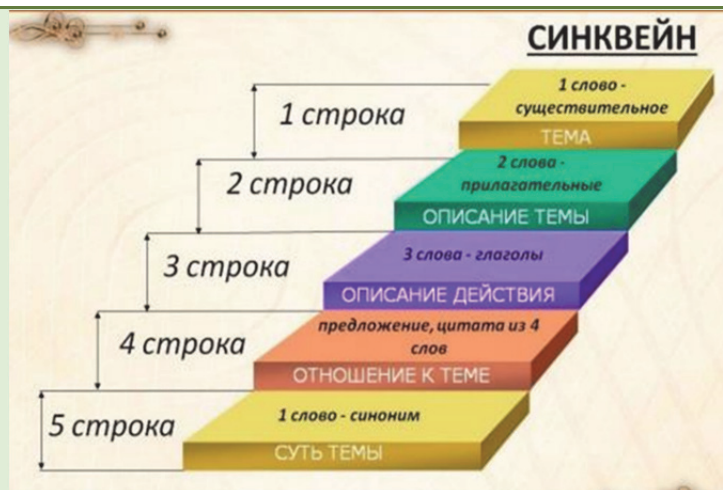 СИНКВЕЙН
1 строка
1 слово -
существительное
ТЕМА
2 строка
2 слова -
прилагательные
ОПИСАНИЕ ТЕМЫ
3 строка
3 слова - глаголы
ОПИСАНИЕ ДЕЙСТВИЯ
4 строка
предложение, цитата из 4
слов
ОТНОШЕНИЕ К ТЕМЕ
5 строка
1 слово - синоним
СУТЬ ТЕМЫ